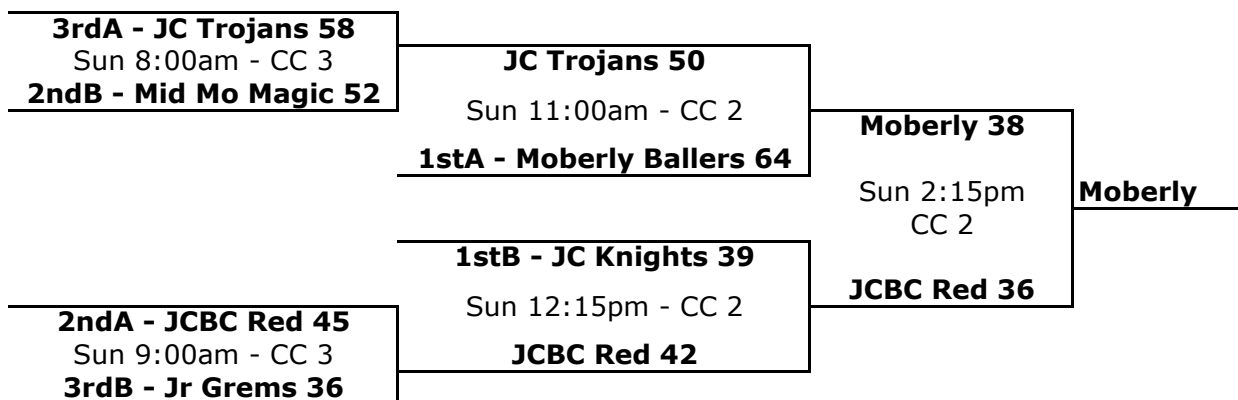 3rdA - JC Trojans 58
Sun 8:00am - CC 3
2ndB - Mid Mo Magic 52
JC Trojans 50
Sun 11:00am - CC 2
1stA - Moberly Ballers 64
Moberly 38
Sun 2:15pm
CC 2
JCBC Red 36
Moberly
1stB - JC Knights 39
Sun 12:15pm - CC 2
JCBC Red 42
2ndA - JCBC Red 45
Sun 9:00am - CC 3
3rdB - Jr Grems 36